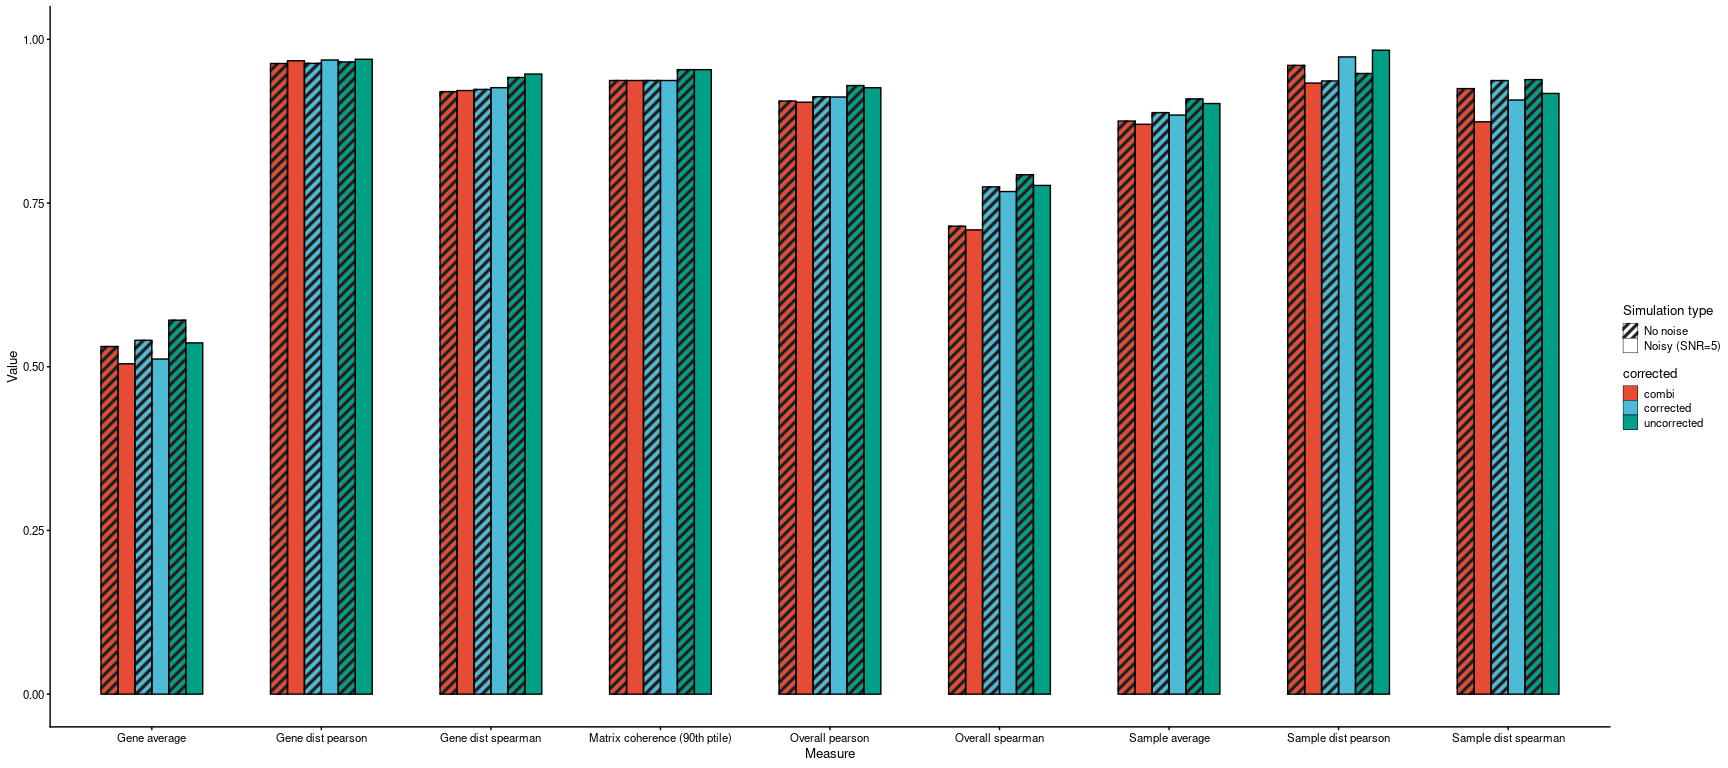 1.00
0.75
0.50
0.25
0.00
Value
Gene average
Gene dist pearson
Gene dist spearman
Matrix coherence (90th ptile)
Overall pearson
Overall spearman
Sample average
Sample dist pearson
Sample dist spearman
Measure
Simulation type
No noise
Noisy (SNR=5)
corrected
combi
corrected
uncorrected